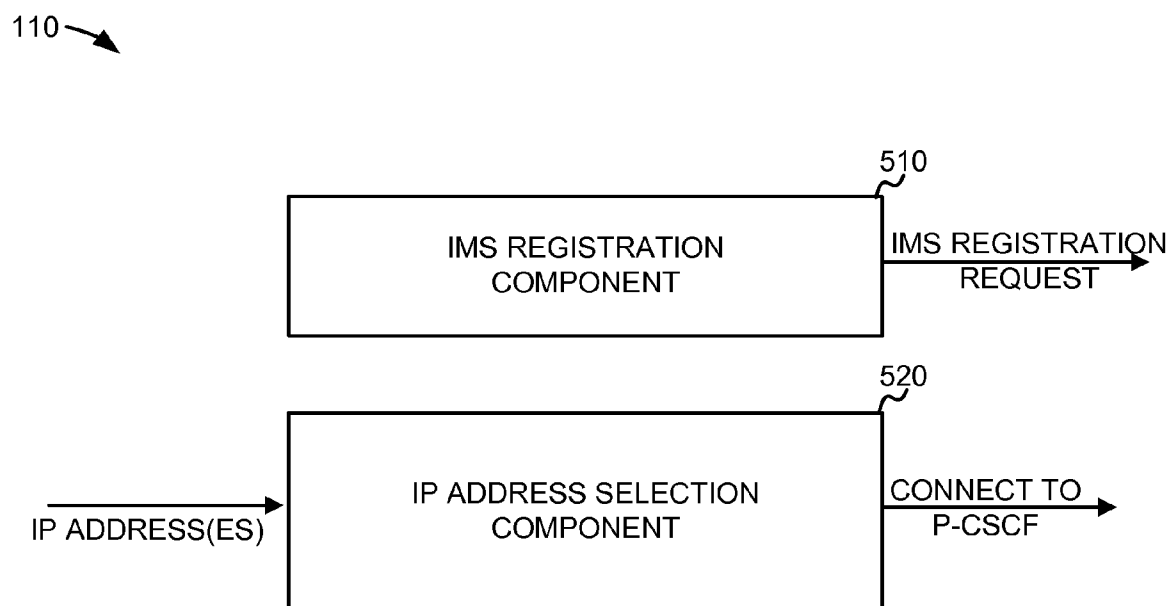 110
510
IMS REGISTRATION
COMPONENT
IMS REGISTRATION
REQUEST
520
IP ADDRESS(ES)
IP ADDRESS SELECTION
COMPONENT
CONNECT TO
P-CSCF